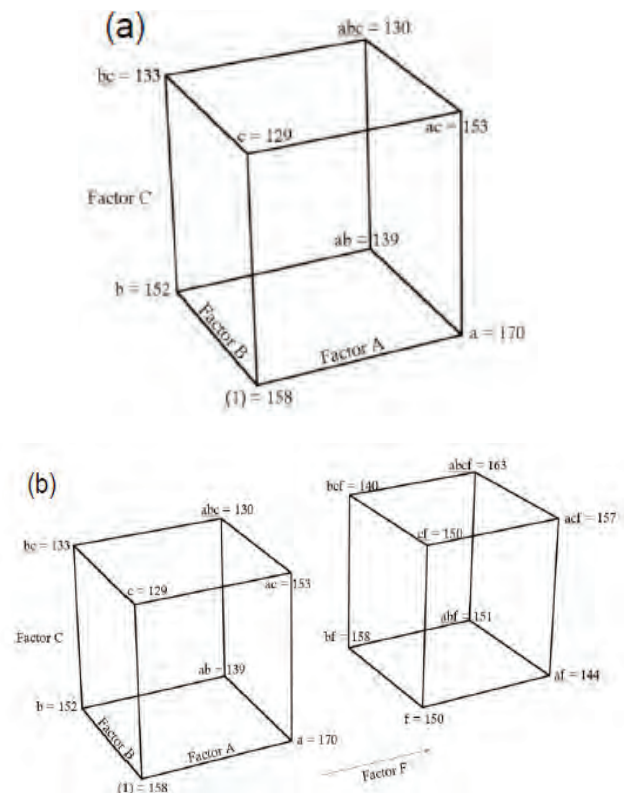 (a)
abc = 130
bc = 133
c = 129
ac = 153
Factor C
ab = 139
b = 152
Factor B
Factor A
a = 170
(1) = 158
(b)
abcf = 163
bcf = 140
abc = 130
acf = 157
bc = 133
cf = 150
ac = 153
c = 129
Factor C
abf = 151
bf = 158
ab = 139
af = 144
b = 152
f = 150
Factor B
Factor A
a = 170
Factor F
(1) = 158